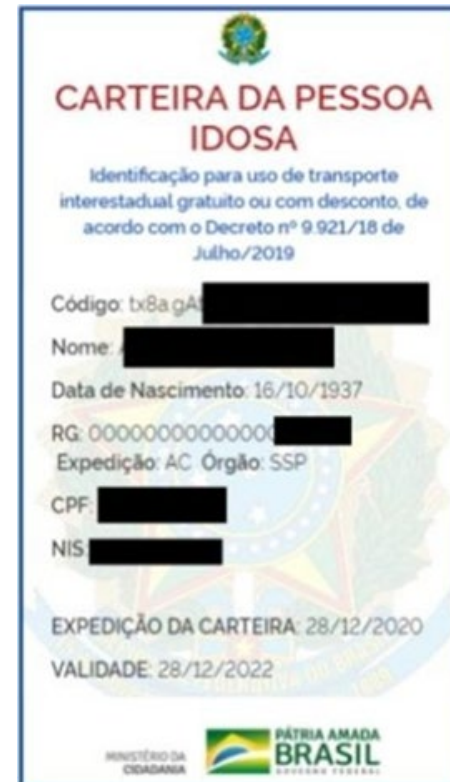 CARTEIRA DA PESSOA
IDOSA
Identificação para uso de transporte
interestadual gratuito ou com desconto, de
acordo com o Decreto nº 9.921/18 de
Julho/2019
Código: tx8a.gA
Nome:
Data de Nascimento: 16/10/1937
RG: 000000000000000
Expedição: AC Órgão: SSP
CPF:
NIS:
EXPEDIÇÃO DA CARTEIRA: 28/12/2020
VALIDADE: 28/12/2022
MINISTÉRIO DA
CIDADANIA
PÁTRIA AMADA
BRASIL
GOVERNO FEDERAL